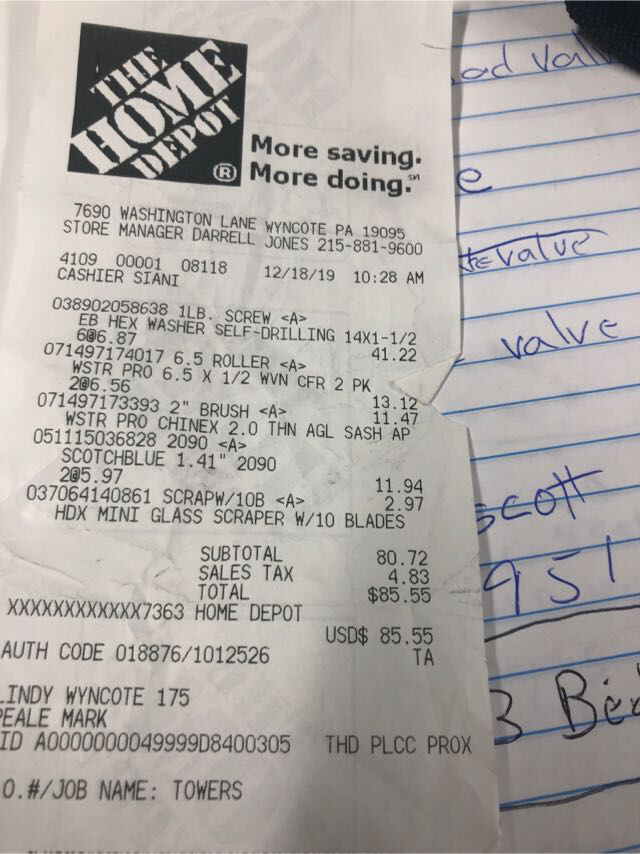 THE
HOME
DEPOT
®
More saving.
More doing.℠
7690 WASHINGTON LANE WYNCOTE PA 19095
STORE MANAGER DARRELL JONES 215-881-9600
4109 00001 08118 12/18/19 10:28 AM
CASHIER SIANI
038902058638 1LB. SCREW <A>
EB HEX WASHER SELF-DRILLING 14X1-1/2
6@6.87 41.22
071497174017 6.5 ROLLER <A>
WSTR PRO 6.5 X 1/2 WVN CFR 2 PK
2@6.56 13.12
071497173393 2" BRUSH <A> 11.47
WSTR PRO CHINEX 2.0 THN AGL SASH AP
051115036828 2090 <A>
SCOTCHBLUE 1.41" 2090
2@5.97 11.94
037064140861 SCRAPW/10B <A> 2.97
HDX MINI GLASS SCRAPER W/10 BLADES
SUBTOTAL 80.72
SALES TAX 4.83
TOTAL $85.55
XXXXXXXXXXXX7363 HOME DEPOT
USD$ 85.55
AUTH CODE 018876/1012526 TA
LINDY WYNCOTE 175
PEALE MARK
ID A0000000049999D8400305 THD PLCC PROX
O.#/JOB NAME: TOWERS
oad val
e
valve
valve
scott
951
3